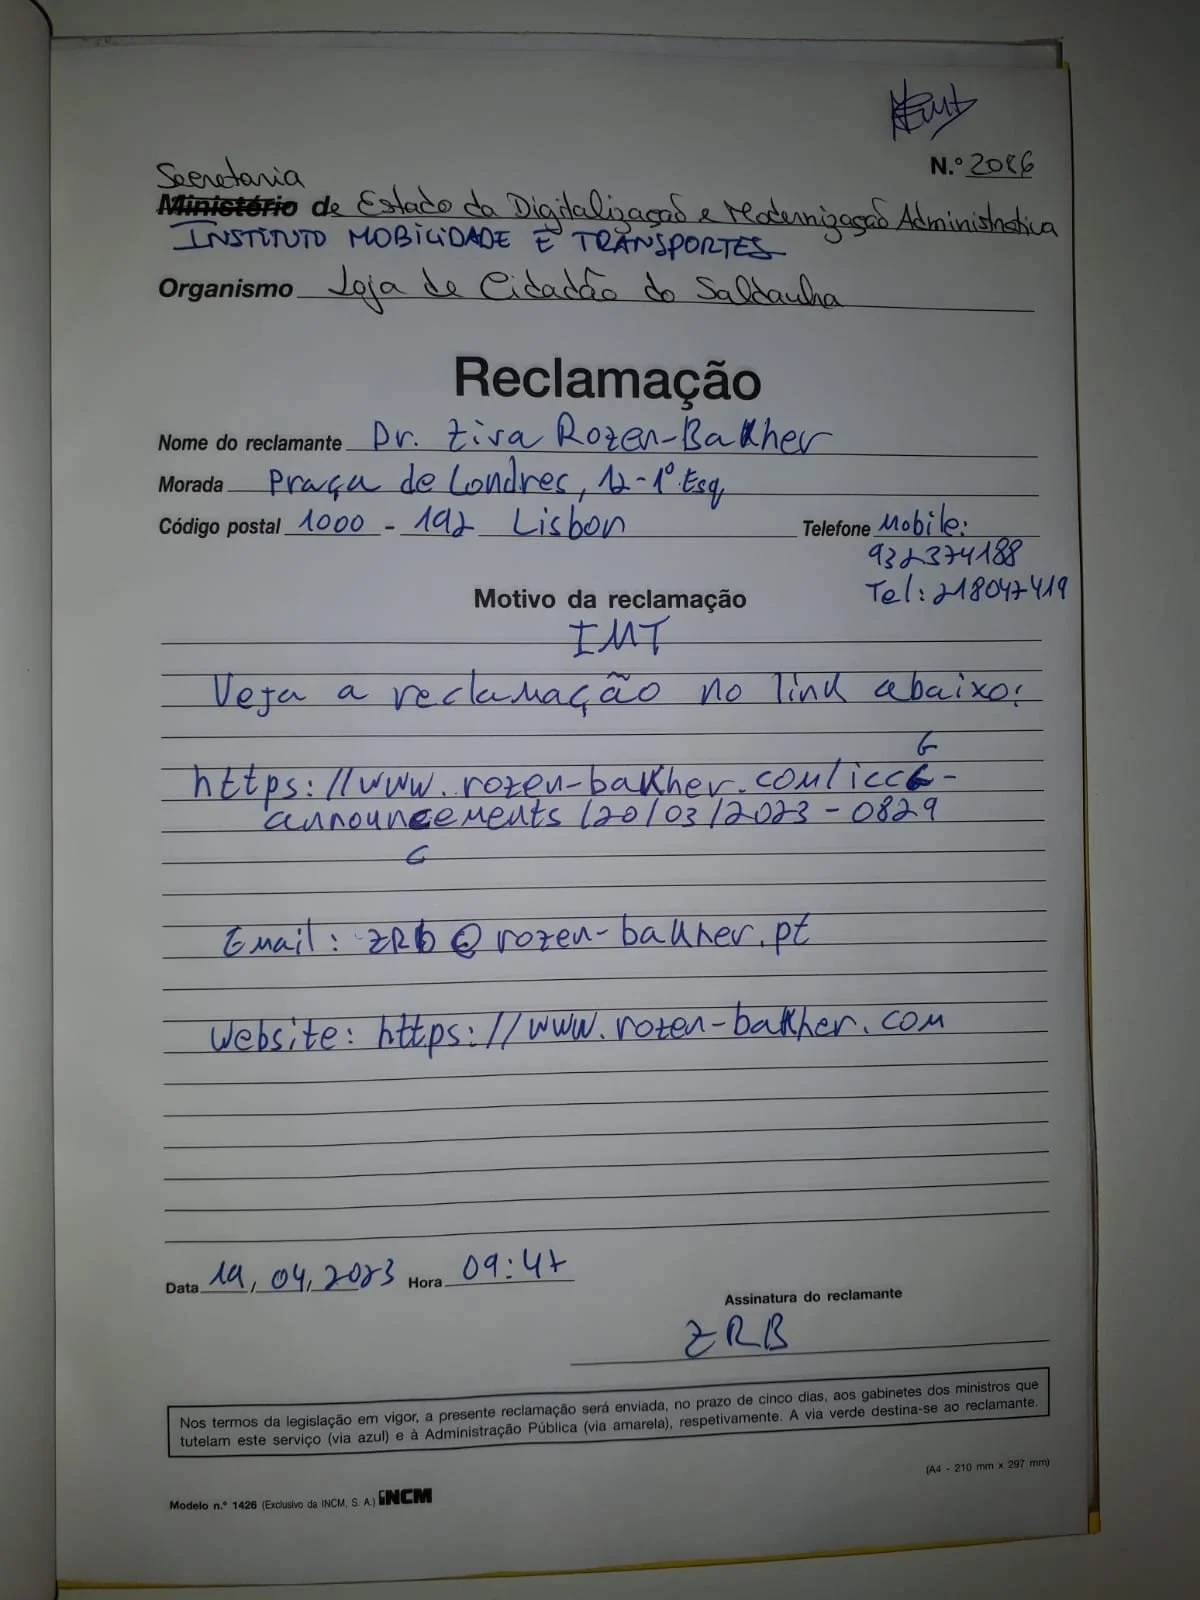 N.º 2086
Secretaria
Ministério de Estado da Digitalização e Modernização Administrativa
INSTITUTO MOBILIDADE E TRANSPORTES
Organismo Loja de Cidadão do Saldanha
Reclamação
Nome do reclamante Dr. Ziva Rozen-Bakher
Morada Praça de Londres, 12-1º Esq,
Código postal 1000 - 192 Lisbon Telefone Mobile:
932374188
Tel: 218047419
Motivo da reclamação
IMT
Veja a reclamação no link abaixo:
G
https://www.rozen-bakher.com/iccg-
announcements/20/03/2023-0829
C
Email: ZRb@rozen-bakher.pt
Website: https://www.rozen-bakher.com
Data 19, 04, 2023 Hora 09:47
Assinatura do reclamante
ZRB
Nos termos da legislação em vigor, a presente reclamação será enviada, no prazo de cinco dias, aos gabinetes dos ministros que
tutelam este serviço (via azul) e à Administração Pública (via amarela), respetivamente. A via verde destina-se ao reclamante.
(A4 - 210 mm x 297 mm)
Modelo n.º 1426 (Exclusivo da INCM, S. A.) INCM